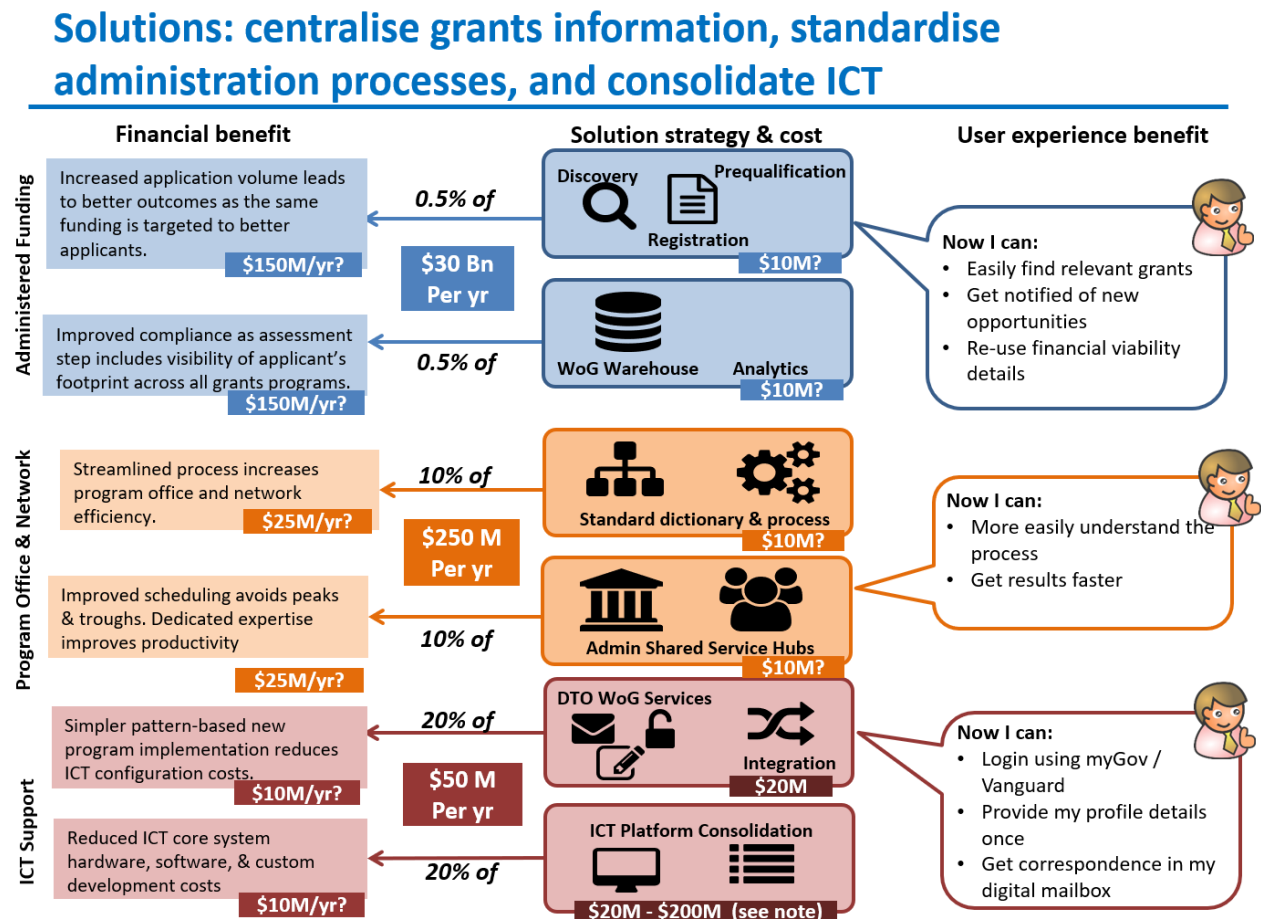 Solutions: centralise grants information, standardise
administration processes, and consolidate ICT
Financial benefit
Solution strategy & cost
User experience benefit
Administered Funding
Increased application volume leads
to better outcomes as the same
funding is targeted to better
applicants.
$150M/yr?
0.5% of
Discovery
Prequalification
Registration
$10M?
$30 Bn
Per yr
Improved compliance as assessment
step includes visibility of applicant's
footprint across all grants programs.
$150M/yr?
0.5% of
WoG Warehouse
Analytics
$10M?
Now I can:
• Easily find relevant grants
• Get notified of new
opportunities
• Re-use financial viability
details
Program Office & Network
Streamlined process increases
program office and network
efficiency.
$25M/yr?
10% of
Standard dictionary & process
$10M?
$250 M
Per yr
Improved scheduling avoids peaks
& troughs. Dedicated expertise
improves productivity
$25M/yr?
10% of
Admin Shared Service Hubs
$10M?
Now I can:
• More easily understand the
process
• Get results faster
ICT Support
Simpler pattern-based new
program implementation reduces
ICT configuration costs.
$10M/yr?
20% of
DTO WoG Services
Integration
$20M
$50 M
Per yr
Reduced ICT core system
hardware, software, & custom
development costs
$10M/yr?
20% of
ICT Platform Consolidation
$20M - $200M (see note)
Now I can:
• Login using myGov /
Vanguard
• Provide my profile details
once
• Get correspondence in my
digital mailbox